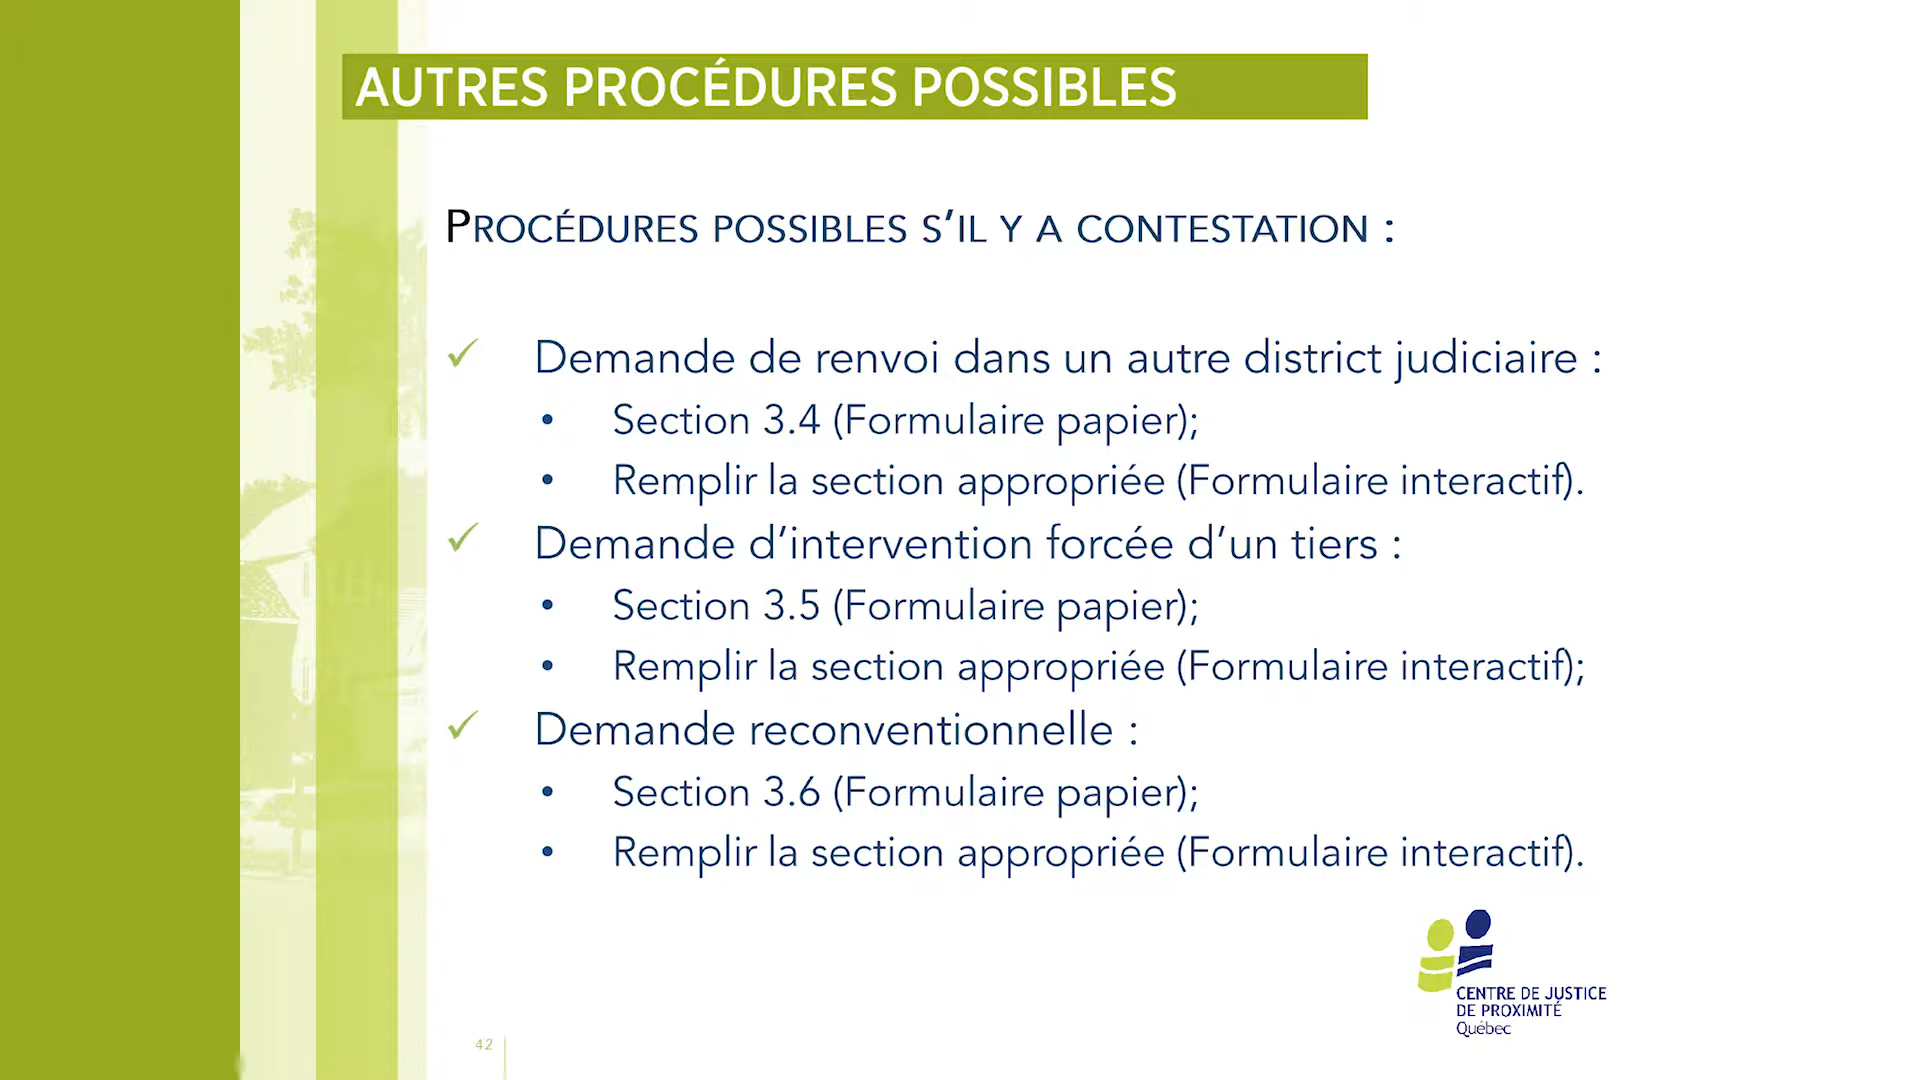 AUTRES PROCÉDURES POSSIBLES
PROCÉDURES POSSIBLES S’IL Y A CONTESTATION :
✓ Demande de renvoi dans un autre district judiciaire :
• Section 3.4 (Formulaire papier);
• Remplir la section appropriée (Formulaire interactif).
✓ Demande d’intervention forcée d’un tiers :
• Section 3.5 (Formulaire papier);
• Remplir la section appropriée (Formulaire interactif);
✓ Demande reconventionnelle :
• Section 3.6 (Formulaire papier);
• Remplir la section appropriée (Formulaire interactif).
CENTRE DE JUSTICE
DE PROXIMITÉ
Québec
42